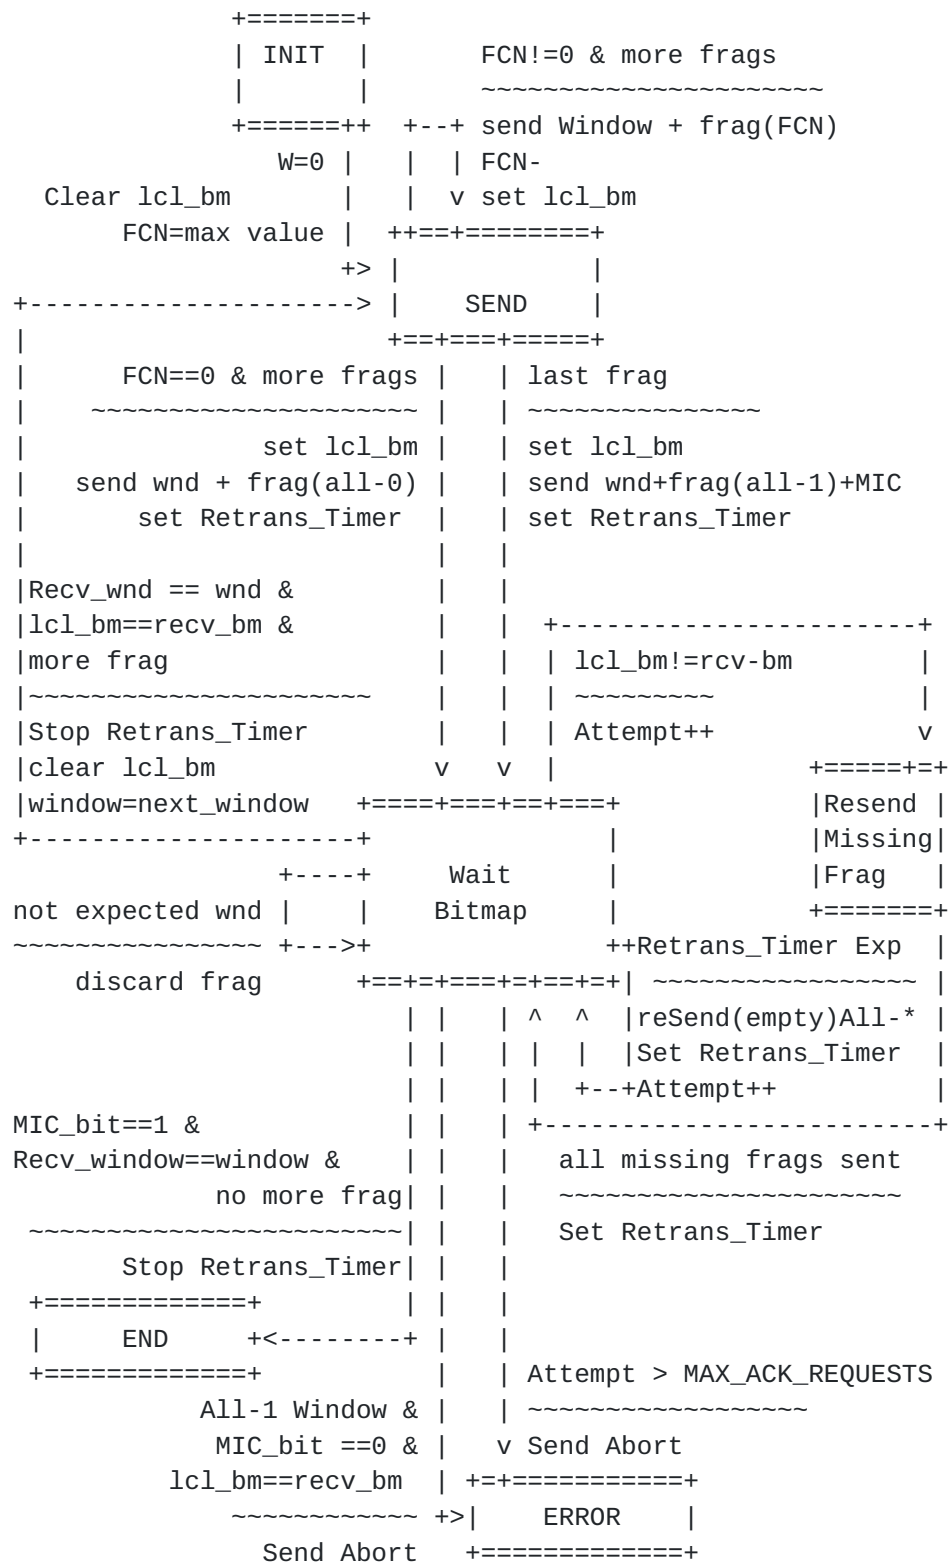 +=======+
              | INIT  |       FCN!=0 & more frags
              |       |       ~~~~~~~~~~~~~~~~~~~~~~
              +======++  +--+ send Window + frag(FCN)
                 W=0 |   |  | FCN-
  Clear lcl_bm       |   |  v set lcl_bm
       FCN=max value |  ++==+========+
                     +> |            |
+---------------------> |    SEND    |
|                       +==+===+=====+
|      FCN==0 & more frags |   | last frag
|    ~~~~~~~~~~~~~~~~~~~~~ |   | ~~~~~~~~~~~~~~~
|               set lcl_bm |   | set lcl_bm
|   send wnd + frag(all-0) |   | send wnd+frag(all-1)+MIC
|       set Retrans_Timer  |   | set Retrans_Timer
|                          |   |
|Recv_wnd == wnd &         |   |
|lcl_bm==recv_bm &         |   |  +-----------------------+
|more frag                 |   |  | lcl_bm!=rcv-bm        |
|~~~~~~~~~~~~~~~~~~~~~~    |   |  | ~~~~~~~~~             |
|Stop Retrans_Timer        |   |  | Attempt++             v
|clear lcl_bm              v   v  |                +=====+=+
|window=next_window   +====+===+==+===+            |Resend |
+---------------------+               |            |Missing|
                 +----+     Wait      |            |Frag   |
not expected wnd |    |    Bitmap     |            +=======+
~~~~~~~~~~~~~~~~ +--->+               ++Retrans_Timer Exp  |
    discard frag      +==+=+===+=+==+=+| ~~~~~~~~~~~~~~~~~ |
                         | |   | ^  ^  |reSend(empty)All-* |
                         | |   | |  |  |Set Retrans_Timer  |
                         | |   | |  +--+Attempt++          |
MIC_bit==1 &             | |   | +-------------------------+
Recv_window==window &    | |   |   all missing frags sent
             no more frag| |   |   ~~~~~~~~~~~~~~~~~~~~~~
 ~~~~~~~~~~~~~~~~~~~~~~~~| |   |   Set Retrans_Timer
       Stop Retrans_Timer| |   |
 +=============+         | |   |
 |     END     +<--------+ |   |
 +=============+           |   | Attempt > MAX_ACK_REQUESTS
            All-1 Window & |   | ~~~~~~~~~~~~~~~~~~
             MIC_bit ==0 & |   v Send Abort
          lcl_bm==recv_bm  | +=+===========+
              ~~~~~~~~~~~~ +>|    ERROR    |
                Send Abort   +=============+